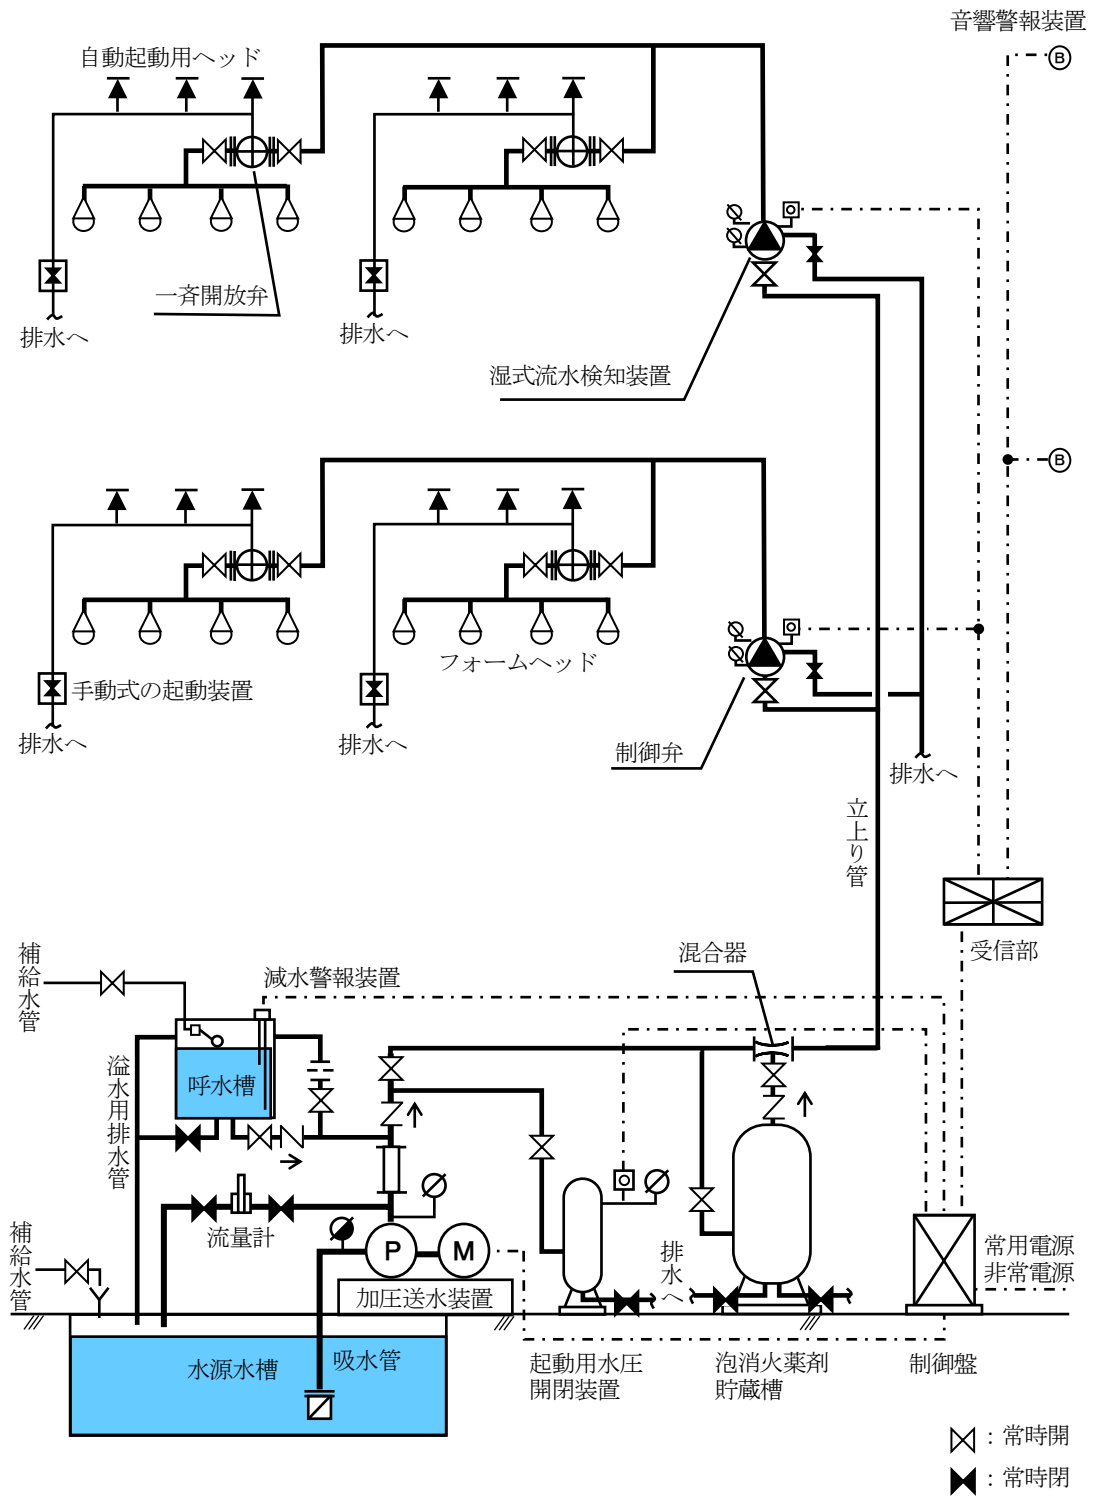 音響警報装置
B
自動起動用ヘッド
一斉開放弁
排水へ
排水へ
湿式流水検知装置
B
フォームヘッド
手動式の起動装置
排水へ
排水へ
制御弁
排水へ
立上り管
受信部
混合器
補給水管
減水警報装置
呼水槽
溢水用排水管
流量計
補給水管
P
M
加圧送水装置
排水へ
常用電源
非常電源
水源水槽
吸水管
起動用水圧
開閉装置
泡消火薬剤
貯蔵槽
制御盤
：常時開
：常時閉